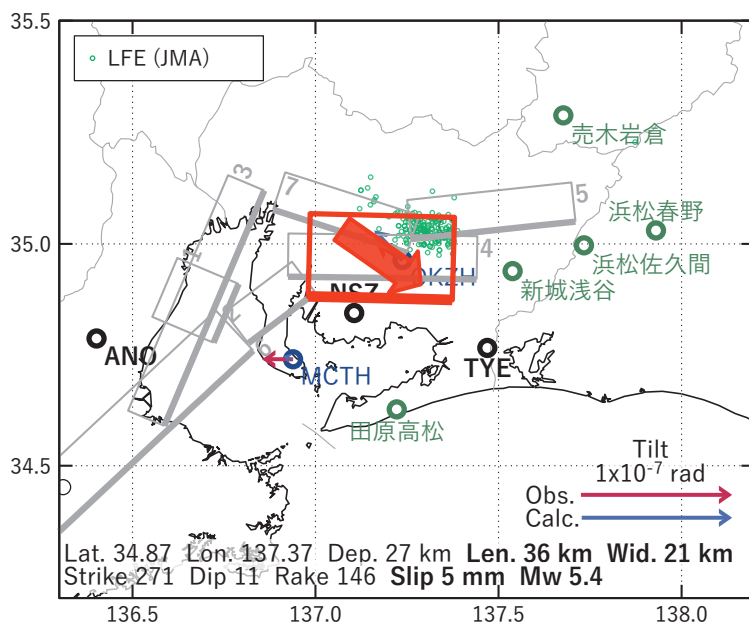 35.5
LFE (JMA)
売木岩倉
3
7
5
浜松春野
35.0
1
4
OKZH
浜松佐久間
新城浅谷
NSZ
2
ANO
6
MCTH
TYE
田原高松
34.5
Tilt
1x10-7 rad
Obs.
Calc.
Lat. 34.87 Lon. 137.37 Dep. 27 km Len. 36 km Wid. 21 km
Strike 271 Dip 11 Rake 146 Slip 5 mm Mw 5.4
136.5 137.0 137.5 138.0